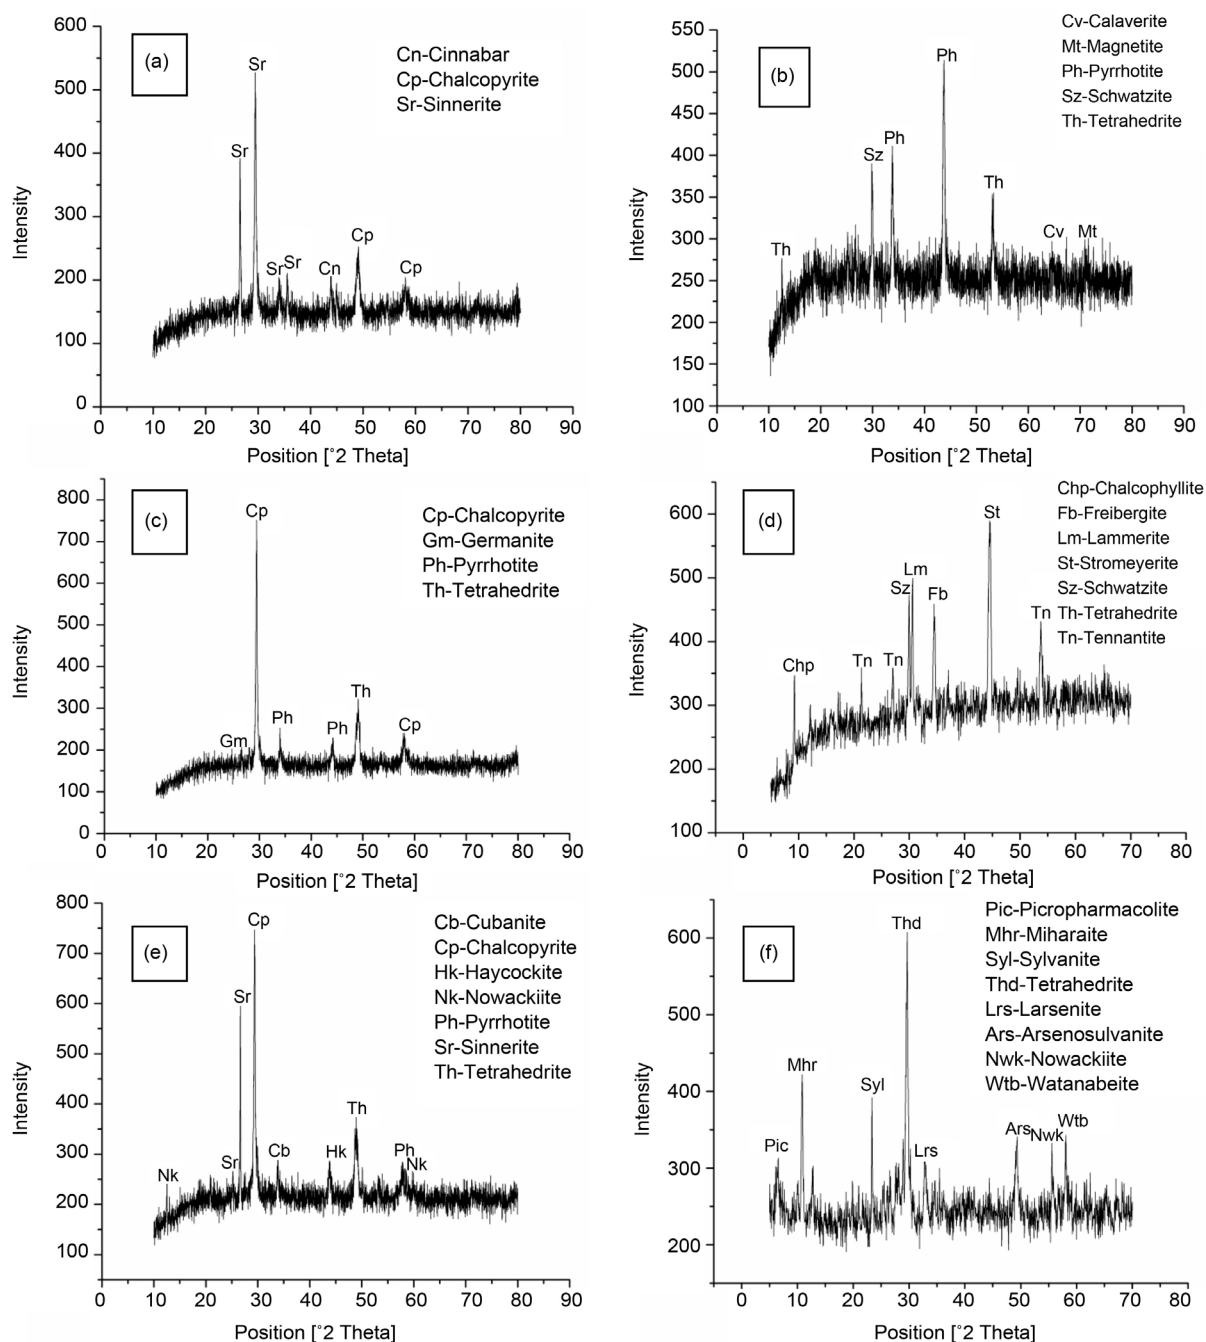 (a)
Cn-Cinnabar
Cp-Chalcopyrite
Sr-Sinnerite
Sr
Sr
Sr
Sr
Cn
Cp
Cp
Intensity
600
500
400
300
200
100
0
0 10 20 30 40 50 60 70 80 90
Position [˚2 Theta]
(b)
Cv-Calaverite
Mt-Magnetite
Ph-Pyrrhotite
Sz-Schwatzite
Th-Tetrahedrite
Th
Sz
Ph
Ph
Th
Cv
Mt
Intensity
550
500
450
400
350
300
250
200
150
100
0 10 20 30 40 50 60 70 80 90
Position [˚2 Theta]
(c)
Cp-Chalcopyrite
Gm-Germanite
Ph-Pyrrhotite
Th-Tetrahedrite
Gm
Cp
Ph
Ph
Th
Cp
Intensity
800
700
600
500
400
300
200
100
0
0 10 20 30 40 50 60 70 80 90
Position [˚2 Theta]
(d)
Chp-Chalcophyllite
Fb-Freibergite
Lm-Lammerite
St-Stromeyerite
Sz-Schwatzite
Th-Tetrahedrite
Tn-Tennantite
Chp
Tn
Tn
Sz
Lm
Fb
St
Tn
Intensity
600
500
400
300
200
100
0 10 20 30 40 50 60 70 80
Position [˚2 Theta]
(e)
Cb-Cubanite
Cp-Chalcopyrite
Hk-Haycockite
Nk-Nowackiite
Ph-Pyrrhotite
Sr-Sinnerite
Th-Tetrahedrite
Nk
Sr
Sr
Cp
Cb
Hk
Th
Ph
Nk
Intensity
800
700
600
500
400
300
200
100
0 10 20 30 40 50 60 70 80 90
Position [˚2 Theta]
(f)
Pic-Picropharmacolite
Mhr-Miharaite
Syl-Sylvanite
Thd-Tetrahedrite
Lrs-Larsenite
Ars-Arsenosulvanite
Nwk-Nowackiite
Wtb-Watanabeite
Pic
Mhr
Syl
Thd
Lrs
Ars
Nwk
Wtb
Intensity
600
500
400
300
200
0 10 20 30 40 50 60 70 80
Position [˚2 Theta]